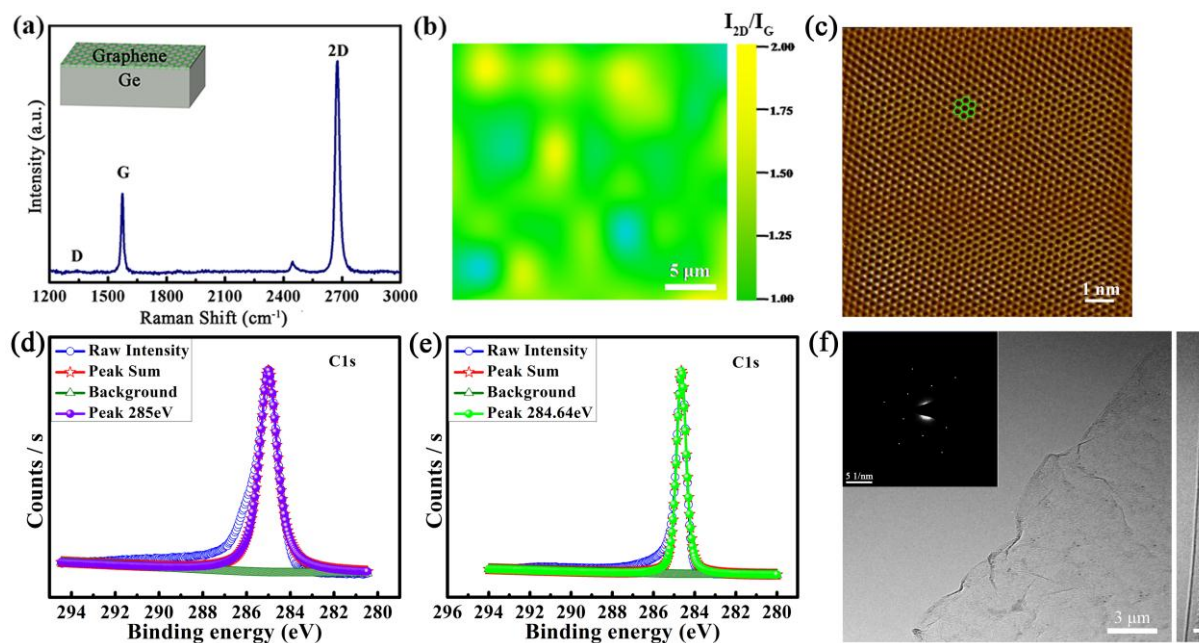 (a)
Graphene
Ge
2D
G
D
Intensity (a.u.)
1200 1500 1800 2100 2400 2700 3000
Raman Shift (cm⁻¹)
(b)
I2D/IG
2.00
1.75
1.50
1.25
1.00
5 μm
(c)
1 nm
(d)
Raw Intensity
Peak Sum
Background
Peak 285eV
C1s
Counts / s
294 292 290 288 286 284 282 280
Binding energy (eV)
(e)
Raw Intensity
Peak Sum
Background
Peak 284.64eV
C1s
Counts / s
296 294 292 290 288 286 284 282 280
Binding energy (eV)
(f)
5 1/nm
3 μm